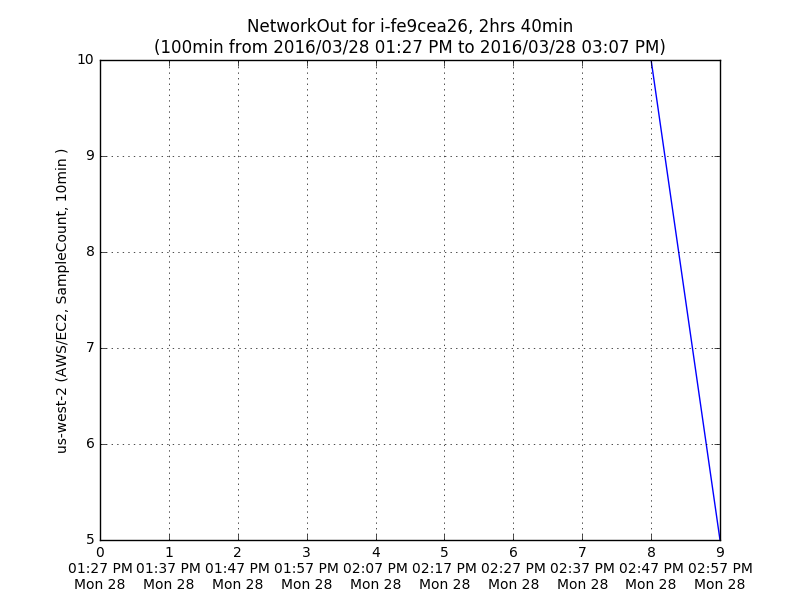 NetworkOut for i-fe9cea26, 2hrs 40min
(100min from 2016/03/28 01:27 PM to 2016/03/28 03:07 PM)
us-west-2 (AWS/EC2, SampleCount, 10min )
10
9
8
7
6
5
0 1 2 3 4 5 6 7 8 9
01:27 PM 01:37 PM 01:47 PM 01:57 PM 02:07 PM 02:17 PM 02:27 PM 02:37 PM 02:47 PM 02:57 PM
Mon 28 Mon 28 Mon 28 Mon 28 Mon 28 Mon 28 Mon 28 Mon 28 Mon 28 Mon 28